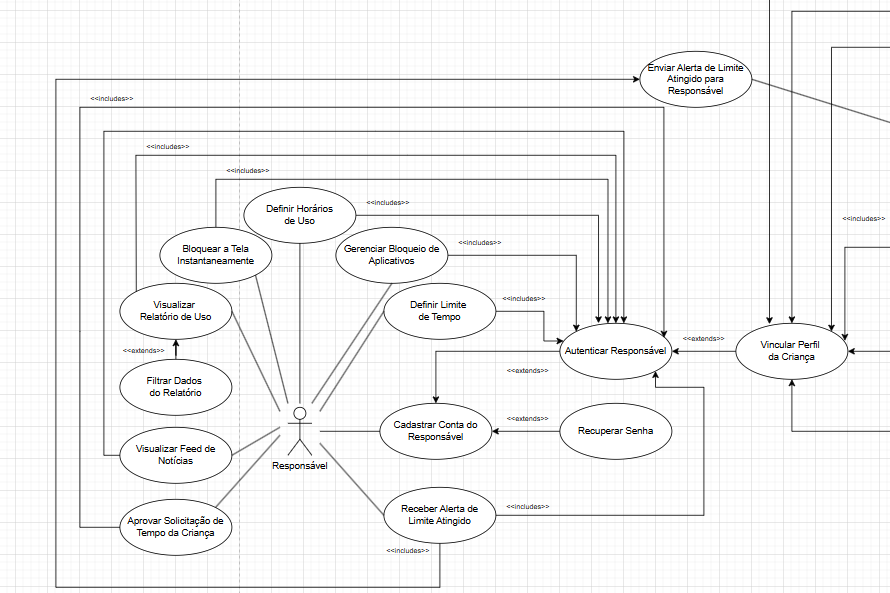 Enviar Alerta de Limite
Atingido para
Responsável
<<includes>>
<<includes>>
<<includes>>
Definir Horários
de Uso
<<includes>>
<<includes>>
Bloquear a Tela
Instantaneamente
Gerenciar Bloqueio de
Aplicativos
<<includes>>
Visualizar
Relatório de Uso
Definir Limite
de Tempo
<<includes>>
<<extends>>
Autenticar Responsável
<<extends>>
Vincular Perfil
da Criança
Filtrar Dados
do Relatório
<<extends>>
Cadastrar Conta do
Responsável
<<extends>>
Recuperar Senha
Visualizar Feed de
Notícias
Responsável
Aprovar Solicitação de
Tempo da Criança
Receber Alerta de
Limite Atingido
<<includes>>
<<includes>>